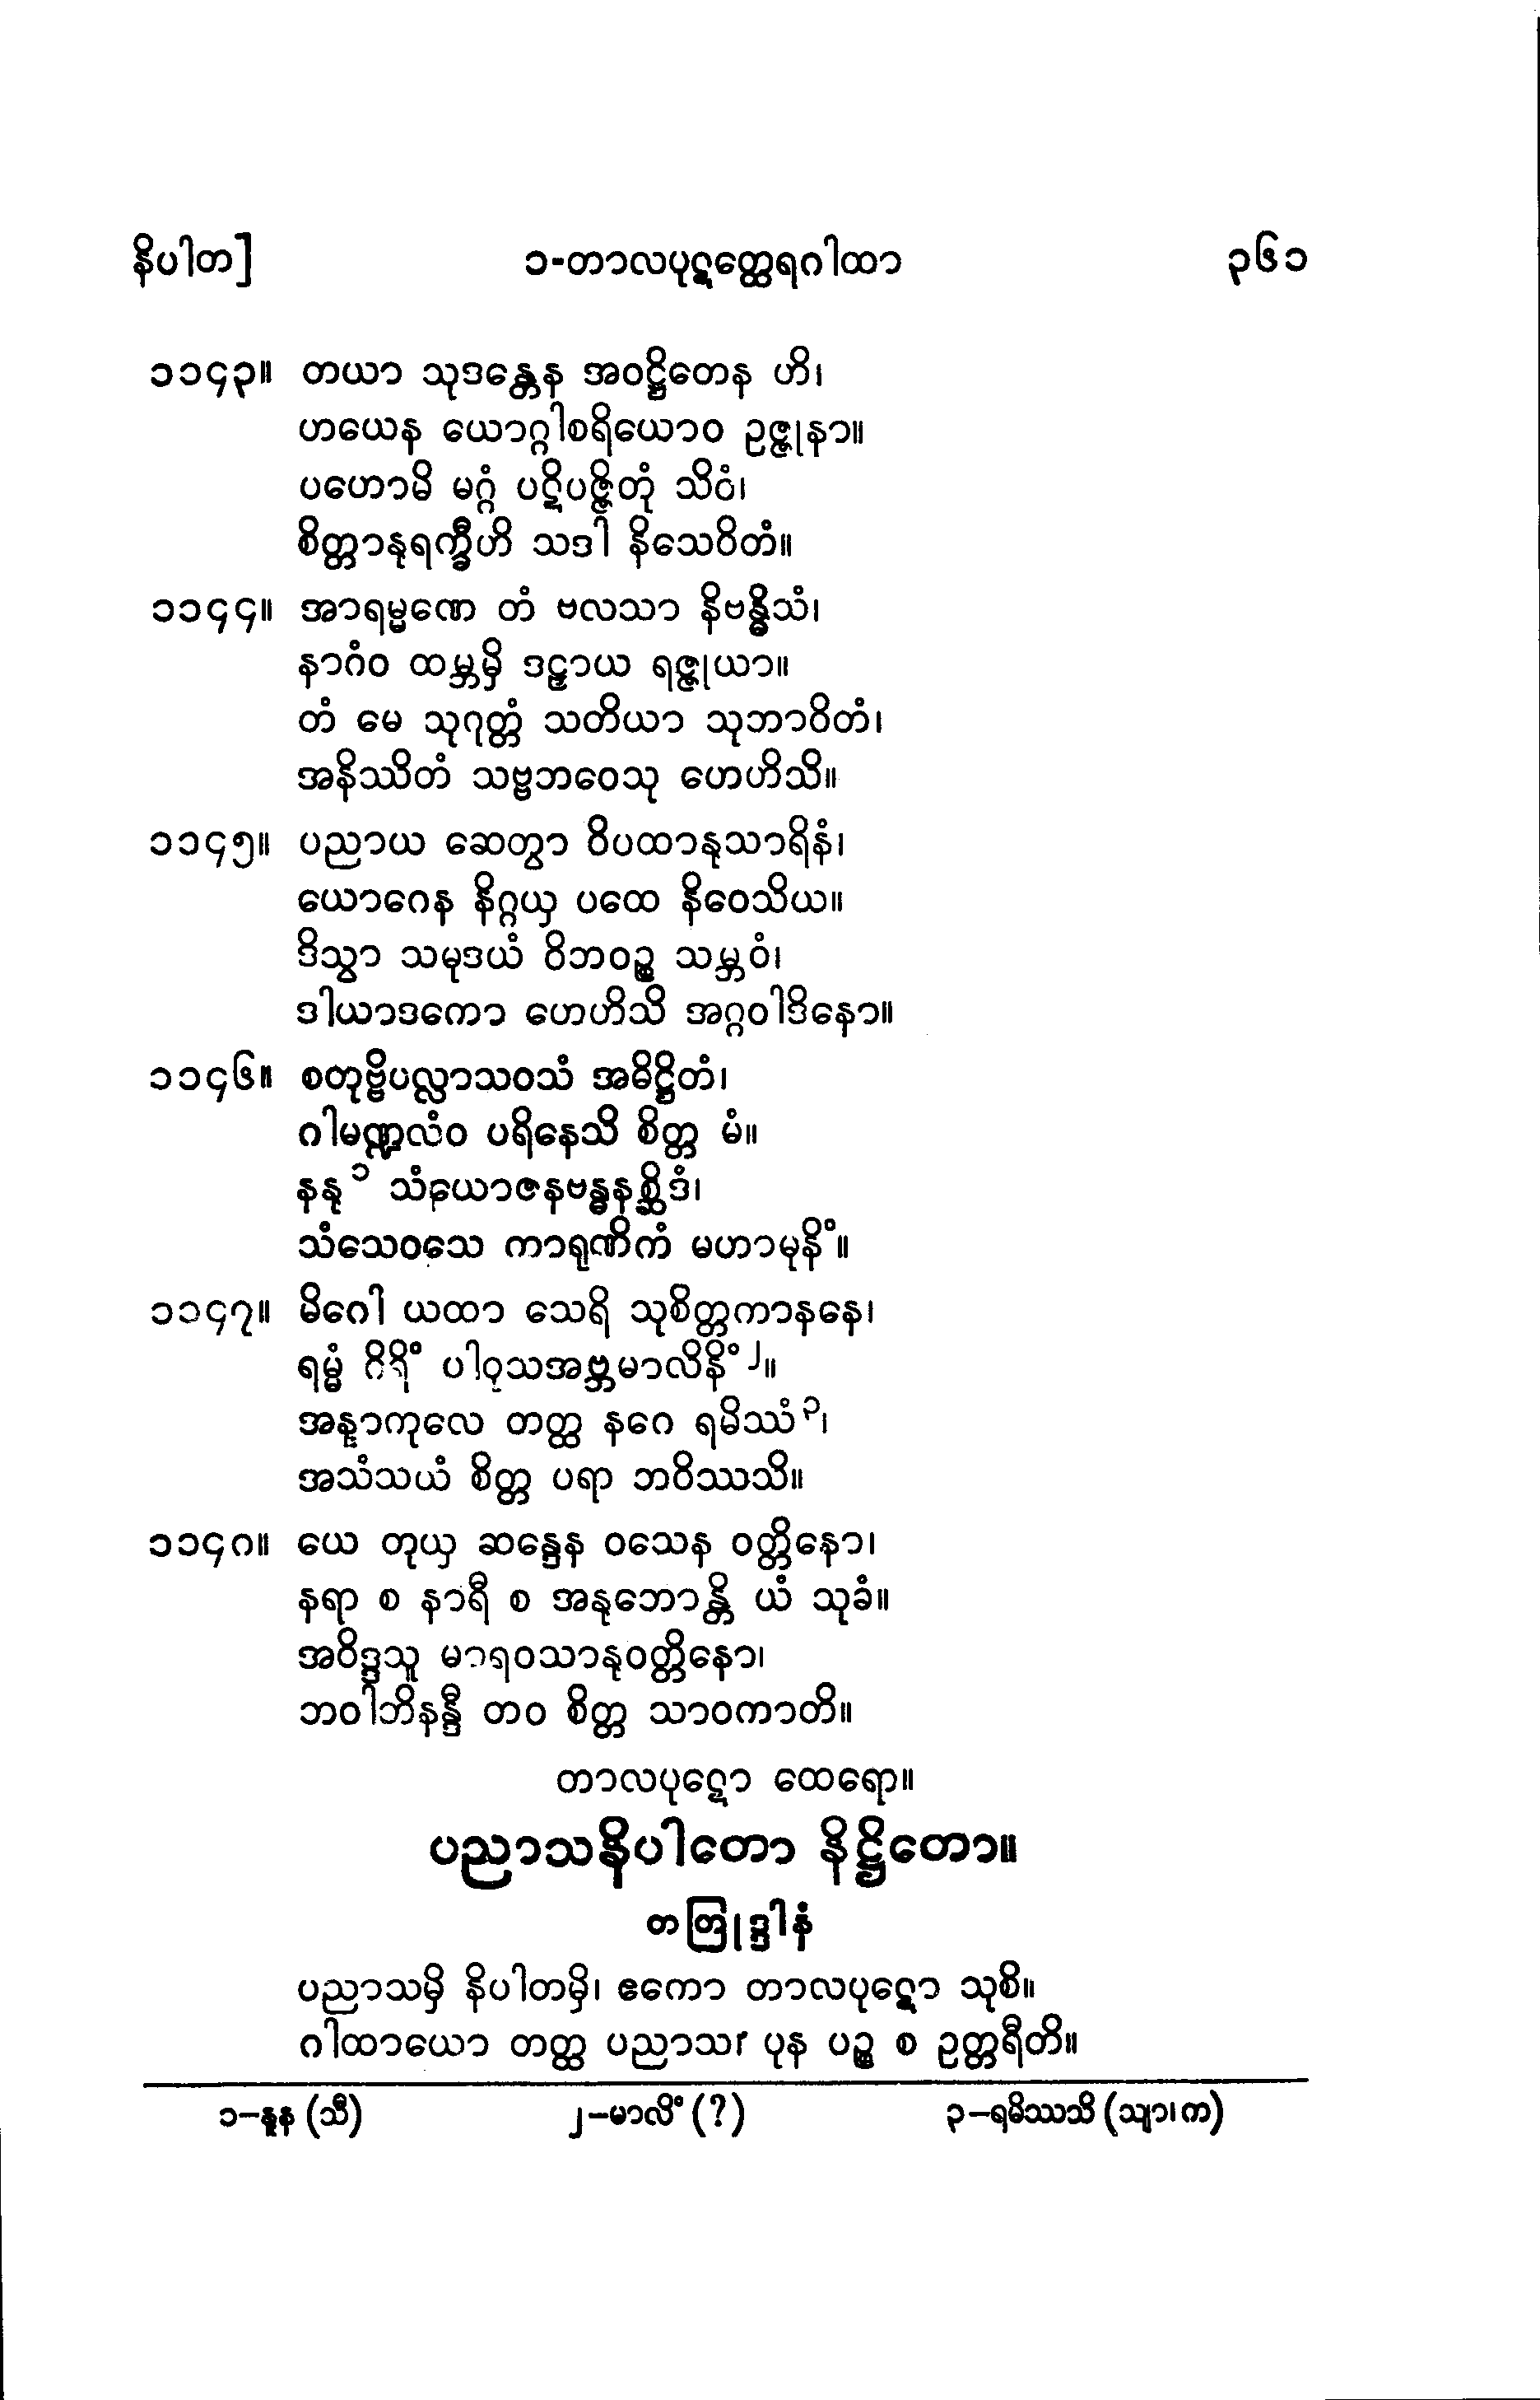 နိပါတ] ၁-တာလပုဋတ္ထေရဂါထာ ၃၆၁
၁၁၄၃။ တယာ သုဒန္တေန အဝဋ္ဌိတေန ဟိ၊
ဟယေန ယောဂ္ဂါစရိယောဝ ဥဇ္ဇုနာ။
ပဟောမိ မဂ္ဂံ ပဋိပဇ္ဇိတုံ သိဝံ၊
စိတ္တာနုရက္ခီဟိ သဒါ နိသေဝိတံ။
၁၁၄၄။ အာရမ္မဏေ တံ ဗလသာ နိဗန္ဓိသံ၊
နာဂံဝ ထမ္ဘမှိ ဒဠှာယ ရဇ္ဇုယာ။
တံ မေ သုဂုတ္တံ သတိယာ သုဘာဝိတံ၊
အနိဿိတံ သဗ္ဗဘဝေသု ဟေဟိသိ။
၁၁၄၅။ ပညာယ ဆေတွာ ဝိပထာနုသာရိနံ၊
ယောဂေန နိဂ္ဂယှ ပထေ နိဝေသိယ။
ဒိသွာ သမုဒယံ ဝိဘဝဉ္စ သမ္ဘဝံ၊
ဒါယာဒကော ဟေဟိသိ အဂ္ဂဝါဒိနော။
၁၁၄၆။ စတုဗ္ဗိပလ္လာသဝသံ အဓိဋ္ဌိတံ၊
ဂါမဏ္ဍလံဝ ပရိနေသိ စိတ္တ မံ။
နနု၁ သံယောဇနဗန္ဓနစ္ဆိဒံ၊
သံသေဝသေ ကာရုဏိကံ မဟာမုနိံ။
၁၁၄၇။ မိဂေါ ယထာ သေရိ သုစိတ္တကာနနေ၊
ရမ္မံ ဂိရိံ ပါဝုသအဗ္ဘမာလိနိံ၂။
အနာကုလေ တတ္ထ နဂေ ရမိဿံ၃၊
အသံသယံ စိတ္တ ပရာ ဘဝိဿသိ။
၁၁၄၈။ ယေ တုယှ ဆန္ဒေန ဝသေန ဝတ္တိနော၊
နရာ စ နာရီ စ အနုဘောန္တိ ယံ သုခံ။
အဝိဒ္ဒသူ မာရဝသာနုဝတ္တိနော၊
ဘဝါဘိနန္ဒီ တဝ စိတ္တ သာဝကာတိ။
တာလပုဋော ထေရော။
ပညာသနိပါတော နိဋ္ဌိတော။
တတြုဒ္ဒါနံ
ပညာသမှိ နိပါတမှိ၊ ဧကော တာလပုဋော သုစိ။
ဂါထာယော တတ္ထ ပညာသ ပုန ပဉ္စ စ ဥတ္တရီတိ။
၁–နူန (သီ) ၂–မာလိံ (?) ၃–ရမိဿသိ (သျာ၊ က)